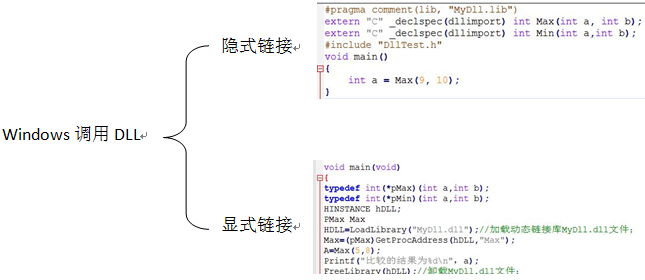 Windows 调用 DLL
隐式链接
#pragma comment(lib, "MyDll.lib")
extern "C" _declspec(dllimport) int Max(int a, int b);
extern "C" _declspec(dllimport) int Min(int a,int b);
#include "DllTest.h"
void main()
{
int a = Max(9, 10);
}
显式链接
void main(void)
{
typedef int(*pMax)(int a,int b);
typedef int(*pMin)(int a,int b);
HINSTANCE hDLL;
PMax Max
HDLL=LoadLibrary("MyDll.dll");//加载动态链接库MyDll.dll文件;
Max=(pMax)GetProcAddress(hDLL,"Max");
A=Max(5,8);
Printf("比较的结果为%d\n", a);
FreeLibrary(hDLL);//卸载MyDll.dll文件;